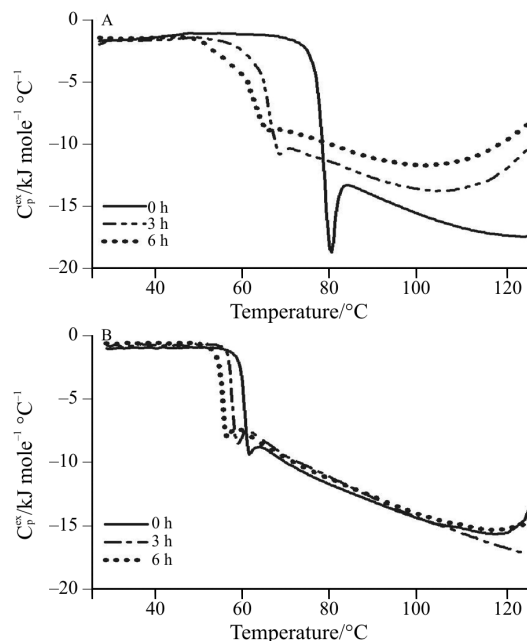 A
0
−5
−10
−15
−20
C_p^ex/kJ mole⁻¹ °C⁻¹
0 h
3 h
6 h
40 60 80 100 120
Temperature/°C
B
0
−5
−10
−15
−20
C_p^ex/kJ mole⁻¹ °C⁻¹
0 h
3 h
6 h
40 60 80 100 120
Temperature/°C